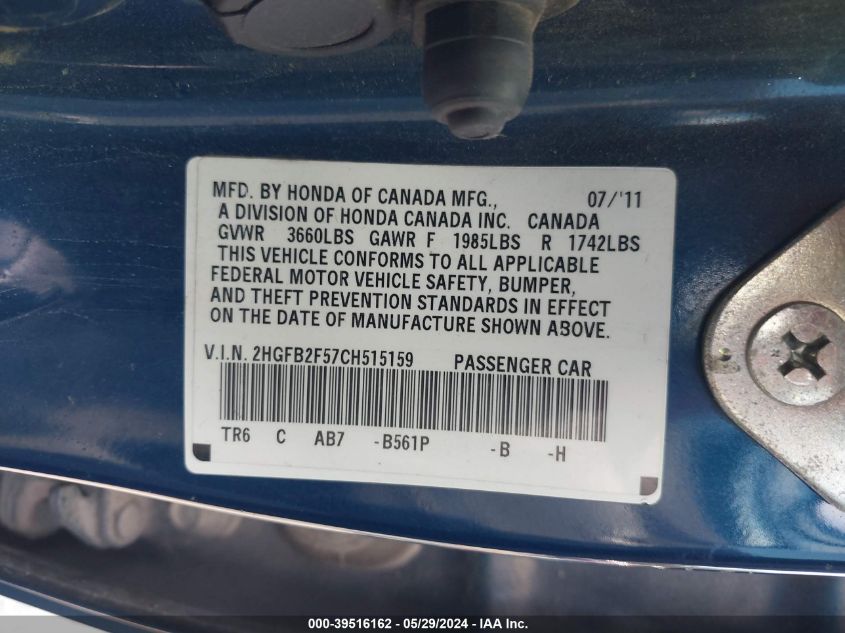 MFD. BY HONDA OF CANADA MFG., 07/'11
A DIVISION OF HONDA CANADA INC. CANADA
GVWR 3660LBS GAWR F 1985LBS R 1742LBS
THIS VEHICLE CONFORMS TO ALL APPLICABLE
FEDERAL MOTOR VEHICLE SAFETY, BUMPER,
AND THEFT PREVENTION STANDARDS IN EFFECT
ON THE DATE OF MANUFACTURE SHOWN ABOVE.
V.I.N. 2HGFB2F57CH515159 PASSENGER CAR
TR6 C AB7 -B561P -B -H
000-39516162 - 05/29/2024 - IAA Inc.